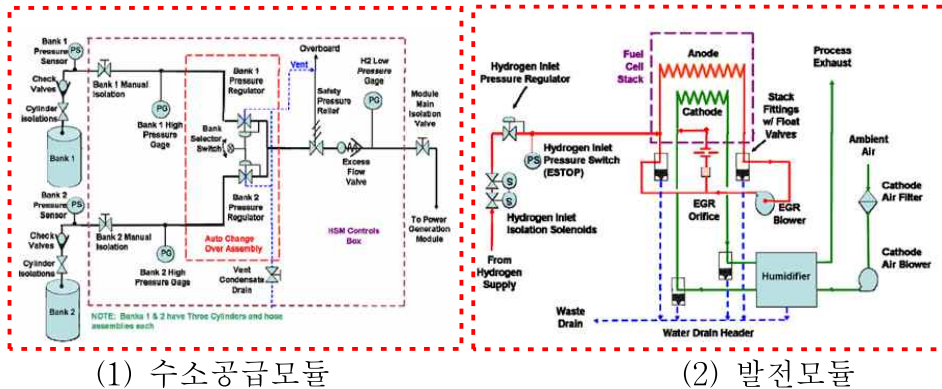 Bank 1
Pressure
Sensor
PS
Check
Valves
Cylinder
Isolations
Bank 1
Bank 1 Manual
Isolation
PG
Bank 1 High
Pressure
Gage
Bank 1
Pressure
Regulator
Bank
Selector
Switch
Vent
Overboard
Safety
Pressure
Relief
H2 Low
Pressure
Gage
PG
Module
Main
Isolation
Valve
Excess
Flow
Valve
To Power
Generation
Module
Bank 2
Pressure
Sensor
PS
Check
Valves
Cylinder
Isolations
Bank 2
Bank 2 Manual
Isolation
PG
Bank 2 High
Pressure Gage
Bank 2
Pressure
Regulator
Auto Change
Over Assembly
Vent
Condensate
Drain
HSM Controls
Box
NOTE; Banks 1 & 2 have Three Cylinders and hose
assemblies each
(1) 수소공급모듈
Hydrogen Inlet
Pressure Regulator
Fuel
Cell
Stack
Anode
Cathode
Process
Exhaust
Stack
Fittings
w/ Float
Valves
Ambient
Air
Cathode
Air Filter
PS
Hydrogen Inlet
Pressure Switch
(ESTOP)
S
S
Hydrogen Inlet
Isolation Solenoids
From
Hydrogen
Supply
EGR
Orifice
EGR
Blower
Humidifier
Cathode
Air Blower
Waste
Drain
Water Drain Header
(2) 발전모듈